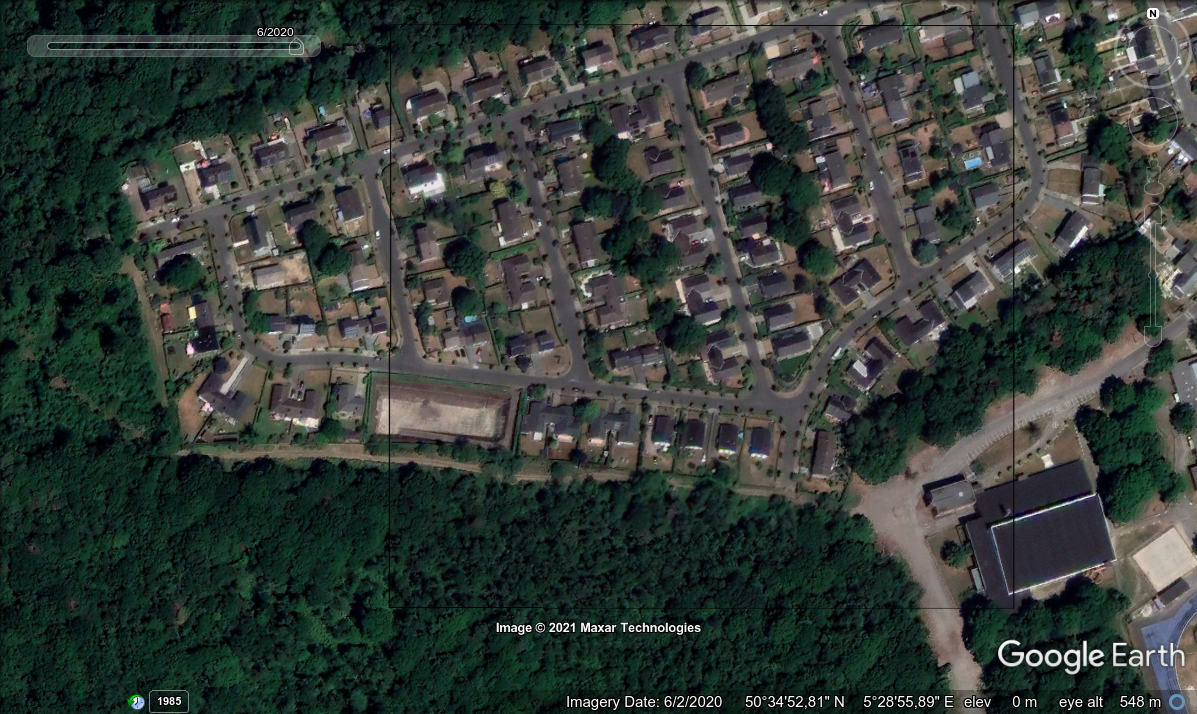 6/2020
N
Image © 2021 Maxar Technologies
Google Earth
1985
Imagery Date: 6/2/2020 50°34'52,81" N 5°28'55,89" E elev 0 m eye alt 548 m